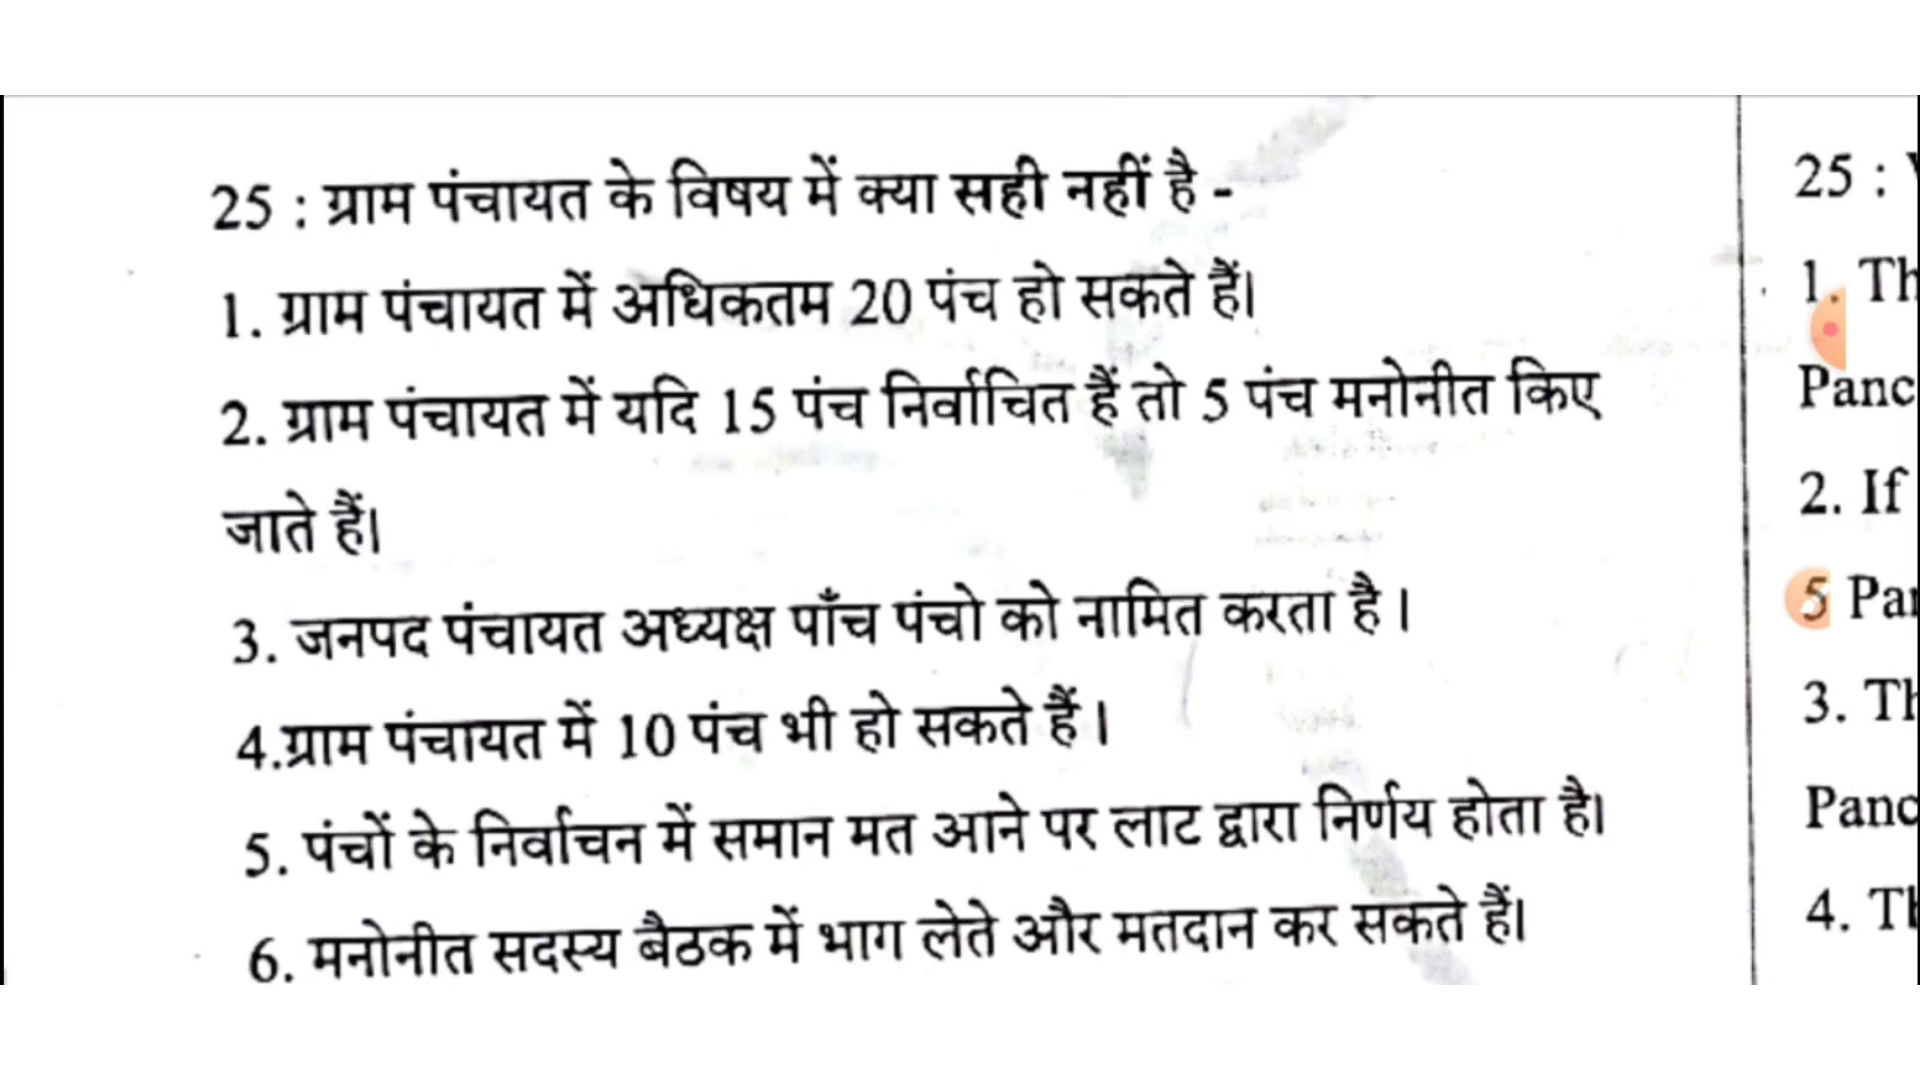 25 : ग्राम पंचायत के विषय में क्या सही नहीं है -
1. ग्राम पंचायत में अधिकतम 20 पंच हो सकते हैं।
2. ग्राम पंचायत में यदि 15 पंच निर्वाचित हैं तो 5 पंच मनोनीत किए
जाते हैं।
3. जनपद पंचायत अध्यक्ष पाँच पंचो को नामित करता है ।
4.ग्राम पंचायत में 10 पंच भी हो सकते हैं ।
5. पंचों के निर्वाचन में समान मत आने पर लाट द्वारा निर्णय होता है।
6. मनोनीत सदस्य बैठक में भाग लेते और मतदान कर सकते हैं।
25 :
1. Th
Panc
2. If
5 Pa
3. Th
Panc
4. Th